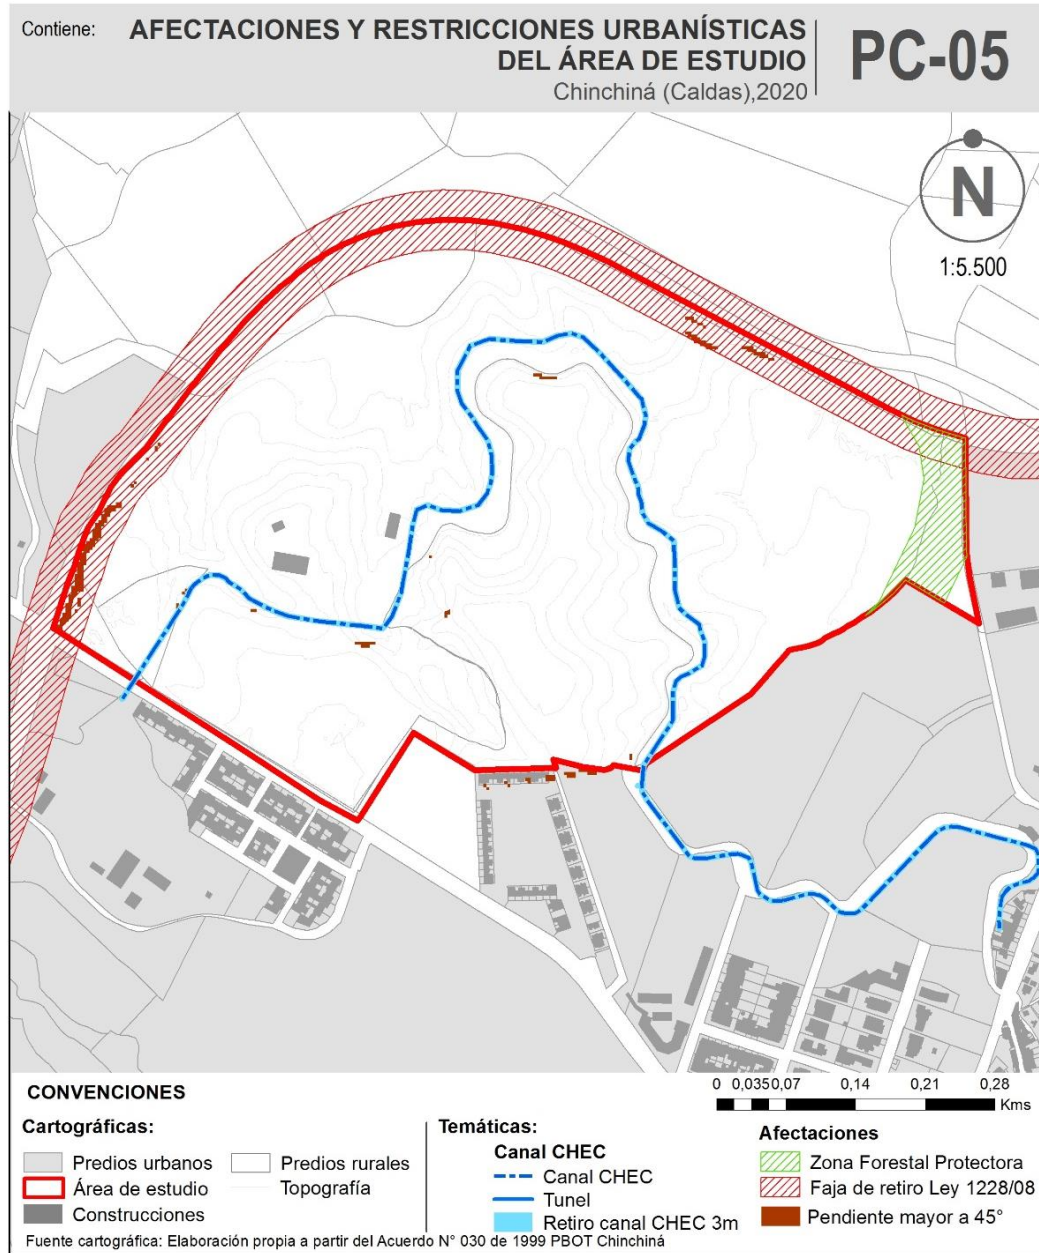 Contiene:
AFECTACIONES Y RESTRICCIONES URBANÍSTICAS
DEL ÁREA DE ESTUDIO
Chinchiná (Caldas),2020
PC-05
N
1:5.500
CONVENCIONES
0 0,035 0,07 0,14 0,21 0,28
Kms
Cartográficas:
Predios urbanos
Predios rurales
Área de estudio
Topografía
Construcciones
Temáticas:
Canal CHEC
Canal CHEC
Tunel
Retiro canal CHEC 3m
Afectaciones
Zona Forestal Protectora
Faja de retiro Ley 1228/08
Pendiente mayor a 45°
Fuente cartográfica: Elaboración propia a partir del Acuerdo N° 030 de 1999 PBOT Chinchiná